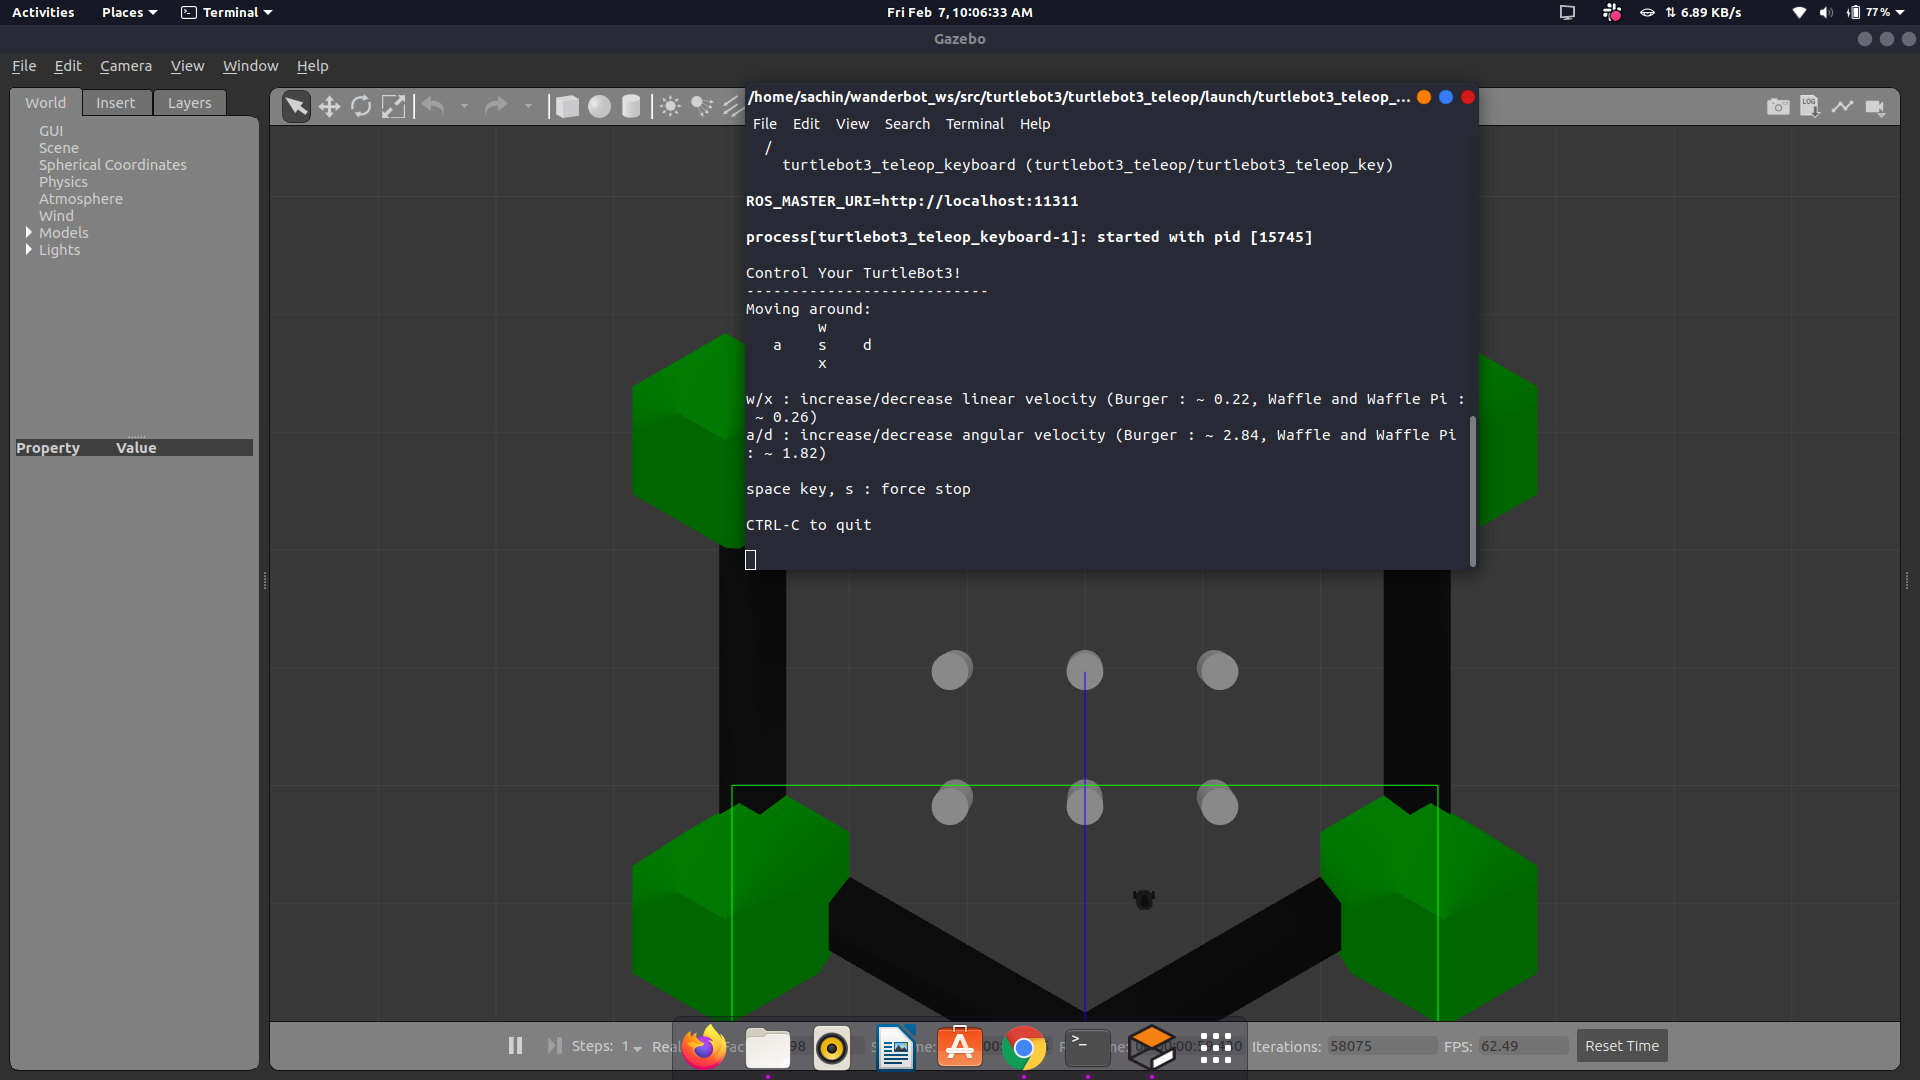 Activities Places Terminal Fri Feb 7, 10:06:33 AM 6.89 KB/s 77 %
Gazebo
File Edit Camera View Window Help
World Insert Layers
GUI
Scene
Spherical Coordinates
Physics
Atmosphere
Wind
Models
Lights
Property Value
/home/sachin/wanderbot_ws/src/turtlebot3/turtlebot3_teleop/launch/turtlebot3_teleop_...
File Edit View Search Terminal Help
/
turtlebot3_teleop_keyboard (turtlebot3_teleop/turtlebot3_teleop_key)
ROS_MASTER_URI=http://localhost:11311
process[turtlebot3_teleop_keyboard-1]: started with pid [15745]
Control Your TurtleBot3!
---------------------------
Moving around:
w
a s d
x
w/x : increase/decrease linear velocity (Burger : ~ 0.22, Waffle and Waffle Pi :
~ 0.26)
a/d : increase/decrease angular velocity (Burger : ~ 2.84, Waffle and Waffle Pi
: ~ 1.82)
space key, s : force stop
CTRL-C to quit
LOG
Steps: 1 Iterations: 58075 FPS: 62.49 Reset Time